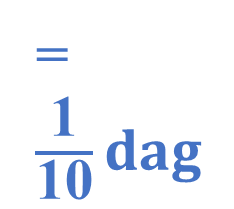 =
1/10 dag